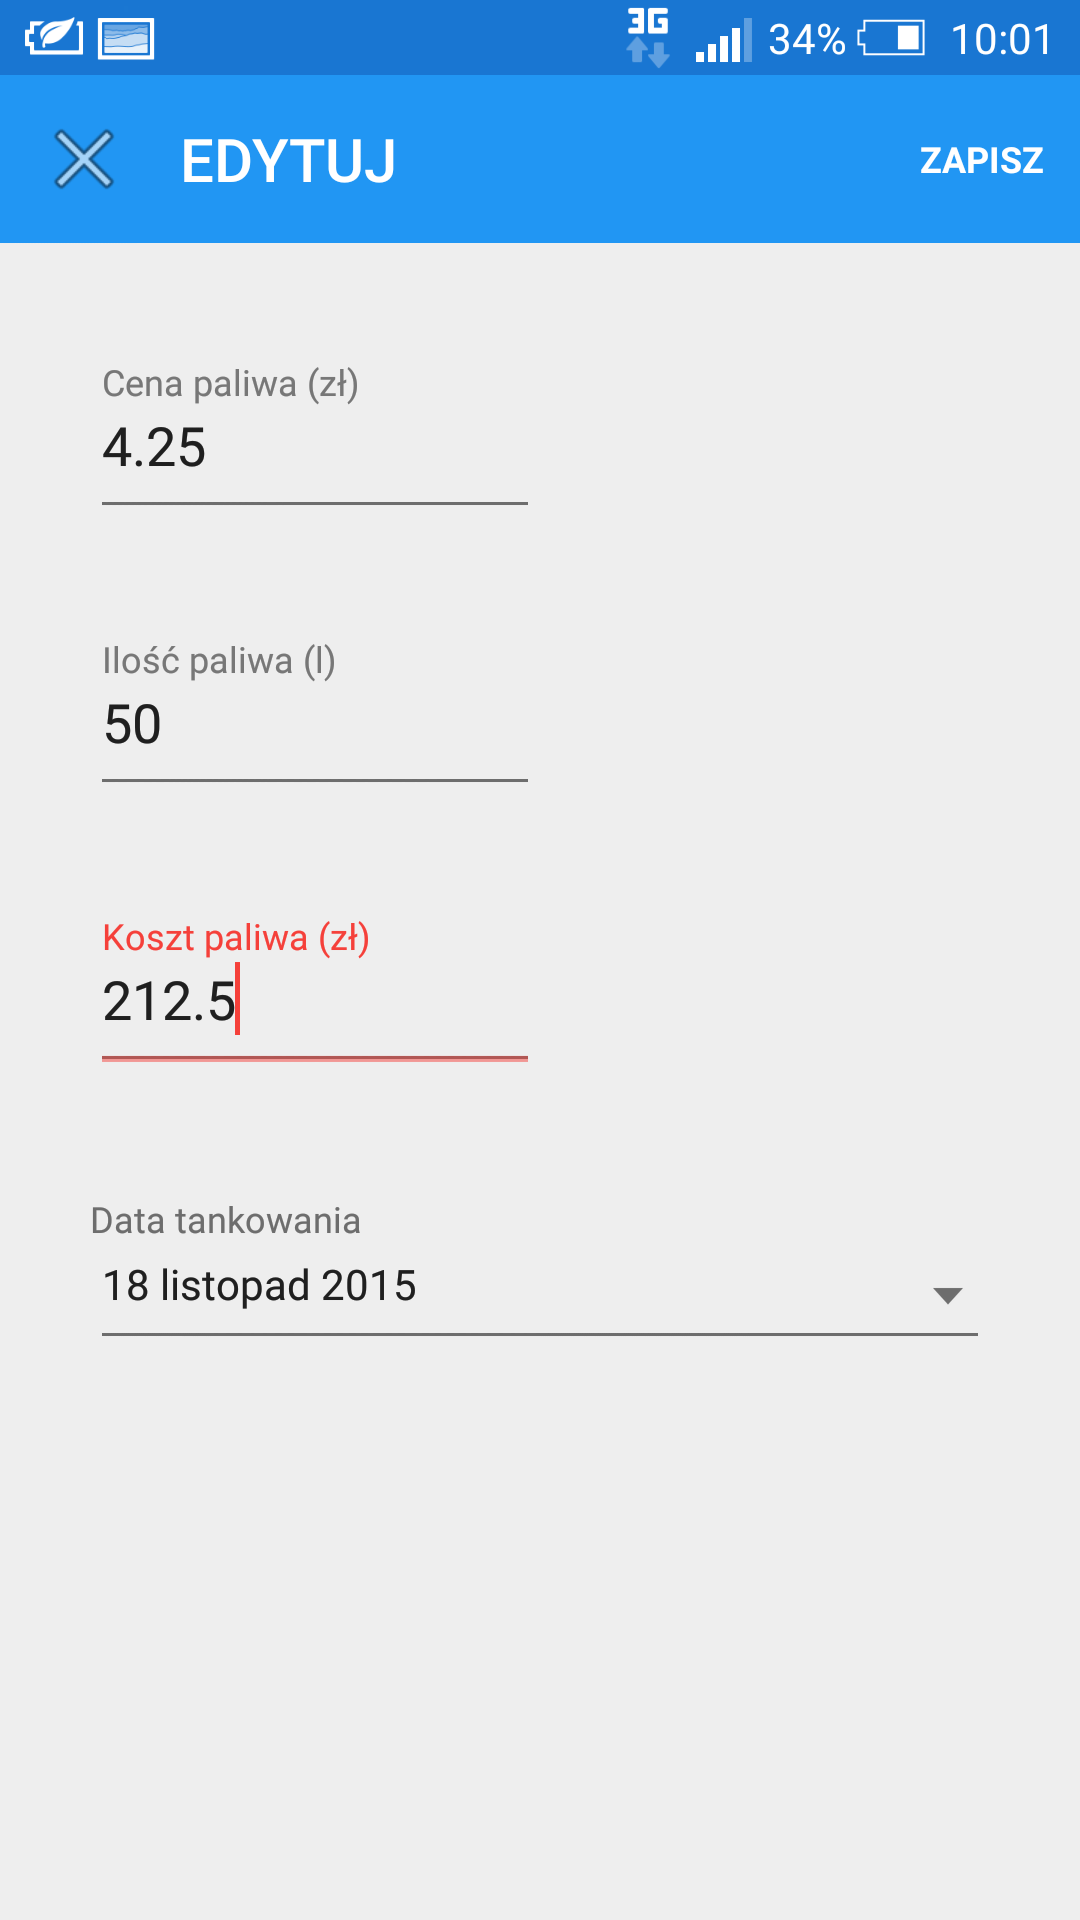 3G 34% 10:01
EDYTUJ ZAPISZ
Cena paliwa (zł)
4.25
Ilość paliwa (l)
50
Koszt paliwa (zł)
212.5
Data tankowania
18 listopad 2015